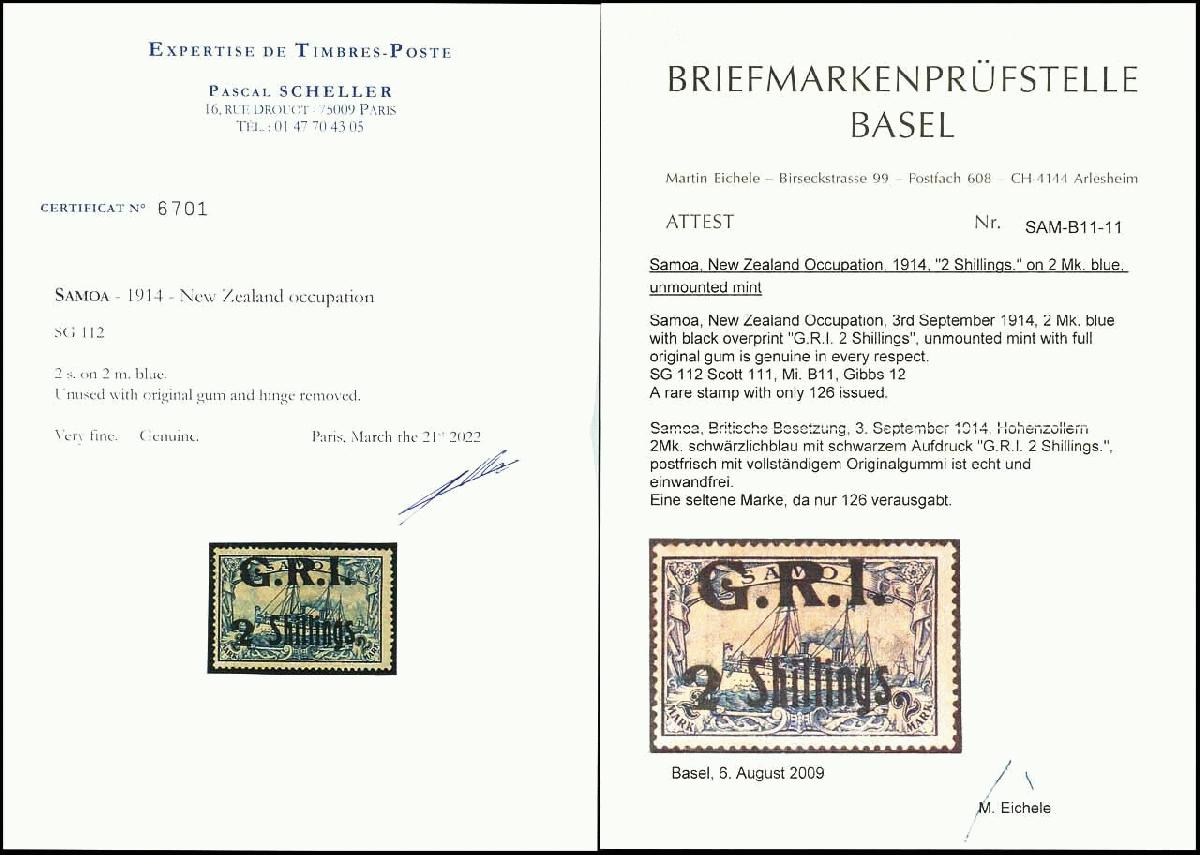 EXPERTISE DE TIMBRES-POSTE
PASCAL SCHELLER
16, RUE DROUOT - 75009 PARIS
TÉL. : 01 47 70 43 05
CERTIFICAT N° 6701
SAMOA - 1914 - New Zealand occupation
SG 112
2 s. on 2 m. blue.
Unused with original gum and hinge removed.
Very fine. Genuine. Paris, March the 21st 2022
SAMOA
G.R.I.
2 Shillings.
MARK 2 MARK
BRIEFMARKENPRÜFSTELLE
BASEL
Martin Eichele – Birseckstrasse 99 – Postfach 608 – CH-4144 Arlesheim
ATTEST Nr. SAM-B11-11
Samoa, New Zealand Occupation, 1914, "2 Shillings." on 2 Mk. blue,
unmounted mint
Samoa, New Zealand Occupation, 3rd September 1914, 2 Mk. blue
with black overprint "G.R.I. 2 Shillings", unmounted mint with full
original gum is genuine in every respect.
SG 112 Scott 111, Mi. B11, Gibbs 12
A rare stamp with only 126 issued.
Samoa, Britische Besetzung, 3. September 1914, Hohenzollern
2Mk. schwärzlichblau mit schwarzem Aufdruck "G.R.I. 2 Shillings.",
postfrisch mit vollständigem Originalgummi ist echt und
einwandfrei.
Eine seltene Marke, da nur 126 verausgabt.
SAMOA
G.R.I.
2 Shillings.
MARK 2 MARK
Basel, 6. August 2009
M. Eichele